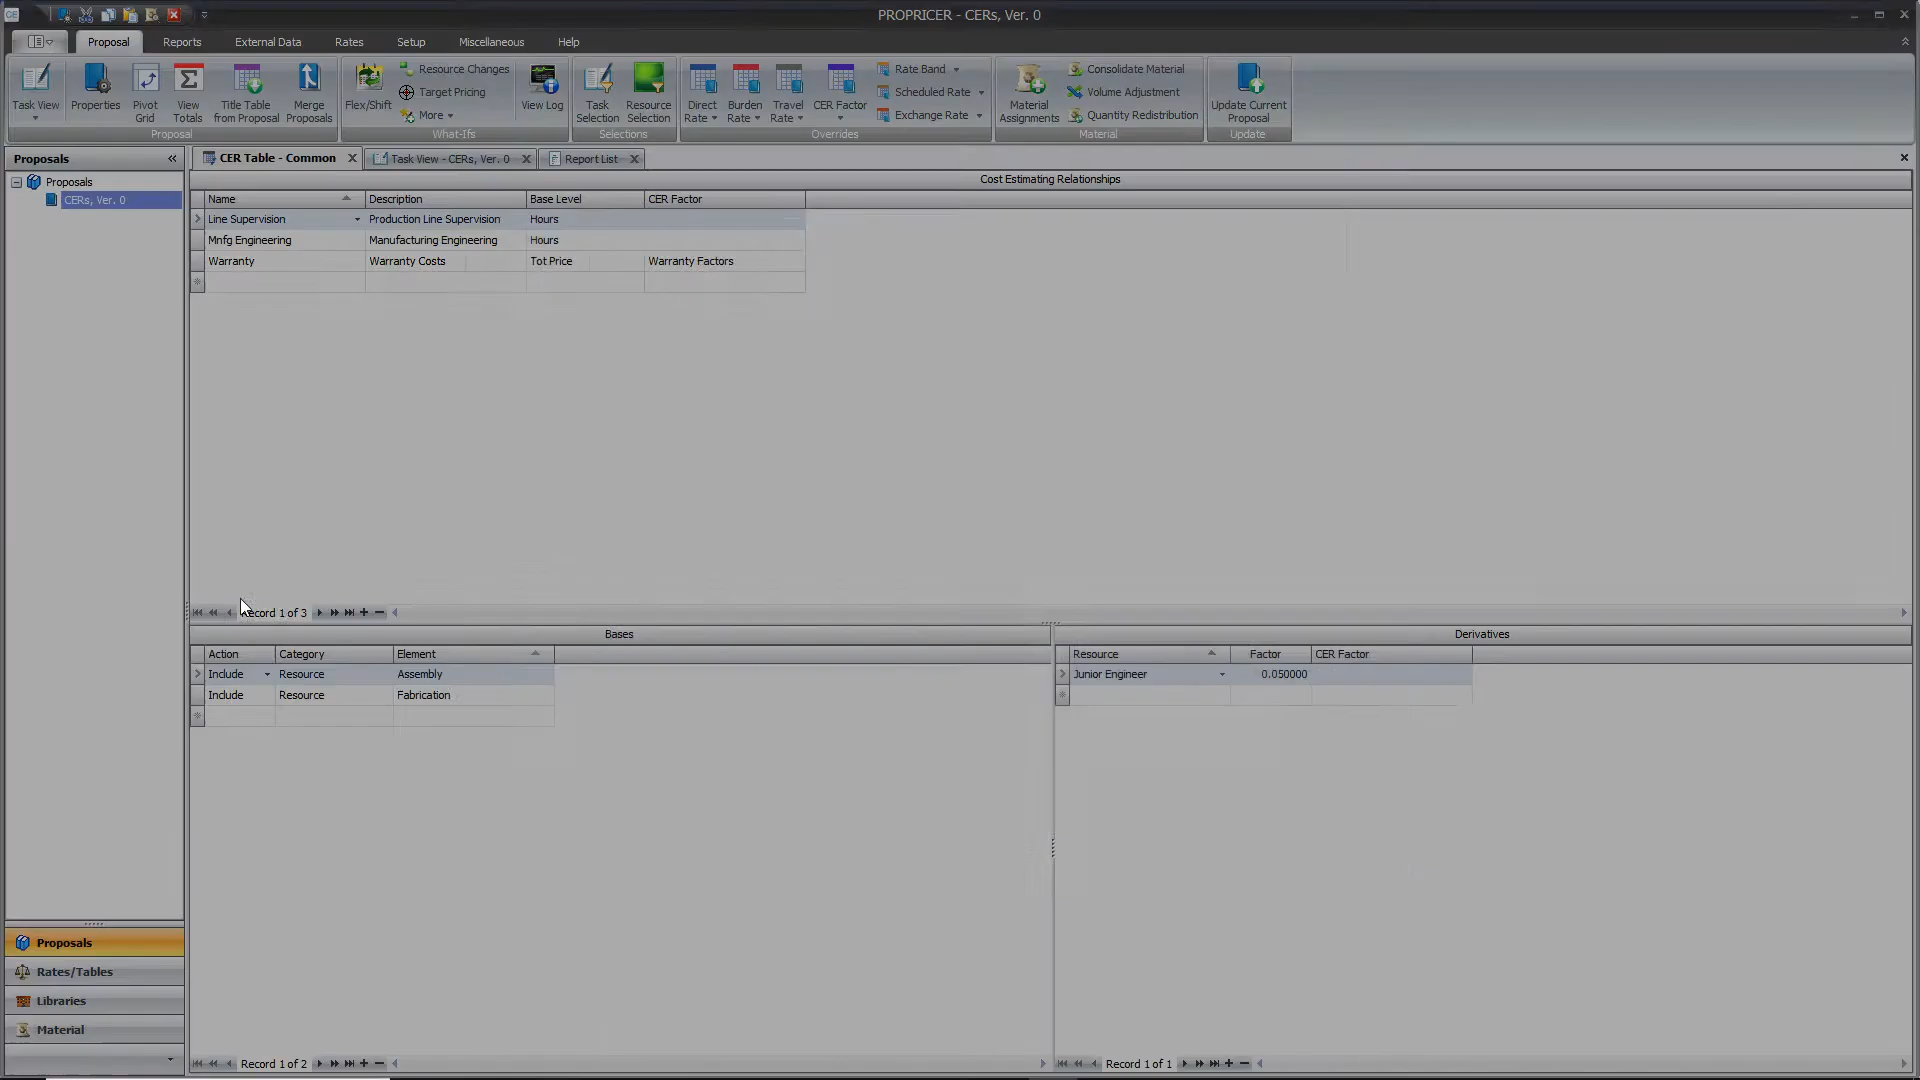 CE
PROPRICER - CERs, Ver. 0
Proposal Reports External Data Rates Setup Miscellaneous Help
Task View
Properties
Pivot Grid
View Totals
Title Table from Proposal
Merge Proposals
Proposal
Flex/Shift
Resource Changes
Target Pricing
More
View Log
What-Ifs
Task Selection
Resource Selection
Selections
Direct Rate
Burden Rate
Travel Rate
CER Factor
Rate Band
Scheduled Rate
Exchange Rate
Overrides
Material Assignments
Consolidate Material
Volume Adjustment
Quantity Redistribution
Material
Update Current Proposal
Update
Proposals
Proposals
CERs, Ver. 0
CER Table - Common Task View - CERs, Ver. 0 Report List
Cost Estimating Relationships
Name Description Base Level CER Factor
Line Supervision Production Line Supervision Hours
Mnfg Engineering Manufacturing Engineering Hours
Warranty Warranty Costs Tot Price Warranty Factors
Record 1 of 3
Bases
Action Category Element
Include Resource Assembly
Include Resource Fabrication
Record 1 of 2
Derivatives
Resource Factor CER Factor
Junior Engineer 0.050000
Record 1 of 1
Proposals
Rates/Tables
Libraries
Material